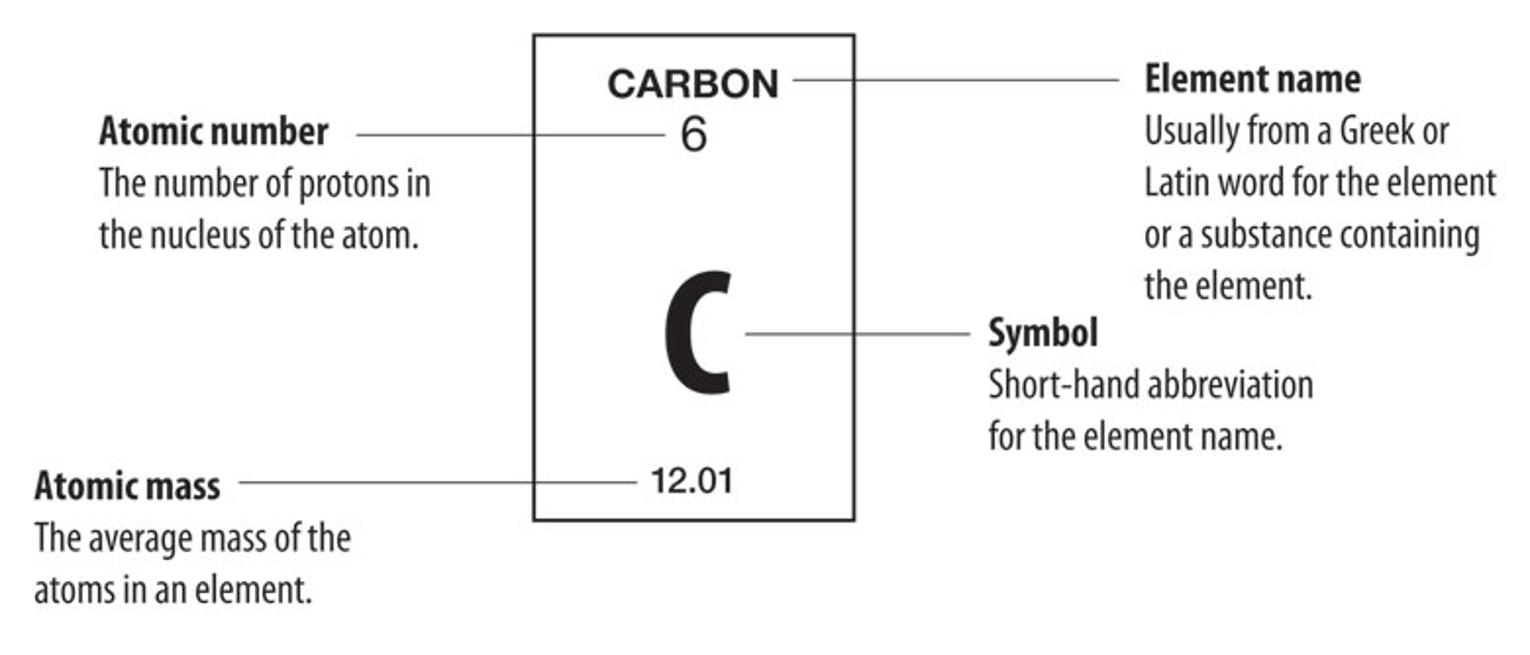 CARBON
6
C
12.01
Atomic number
The number of protons in
the nucleus of the atom.
Atomic mass
The average mass of the
atoms in an element.
Element name
Usually from a Greek or
Latin word for the element
or a substance containing
the element.
Symbol
Short-hand abbreviation
for the element name.